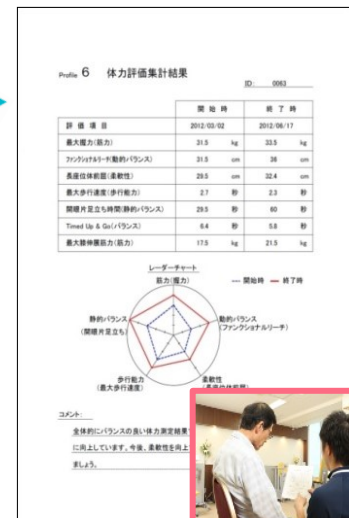 Profile 6 体力評価集計結果
ID: 0063
開始時 終了時
評価項目 2012/03/02 2012/06/17
最大握力(筋力) 31.5 kg 33.5 kg
ファンクショナルリーチ(動的バランス) 31.5 cm 36 cm
長座位体前屈(柔軟性) 29.5 cm 32.4 cm
最大歩行速度(歩行能力) 2.7 秒 2.3 秒
開眼片足立ち時間(静的バランス) 29.5 秒 60 秒
Timed Up & Go(バランス) 6.4 秒 5.8 秒
最大膝伸展筋力(筋力) 17.5 kg 21.5 kg
レーダーチャート
筋力(握力)
--- 開始時 — 終了時
静的バランス
(開眼片足立ち)
動的バランス
(ファンクショナルリーチ)
歩行能力
(最大歩行速度)
柔軟性
コメント:
全体的にバランスの良い体力測定結果
に向上しています。今後、柔軟性を向上
ましょう。